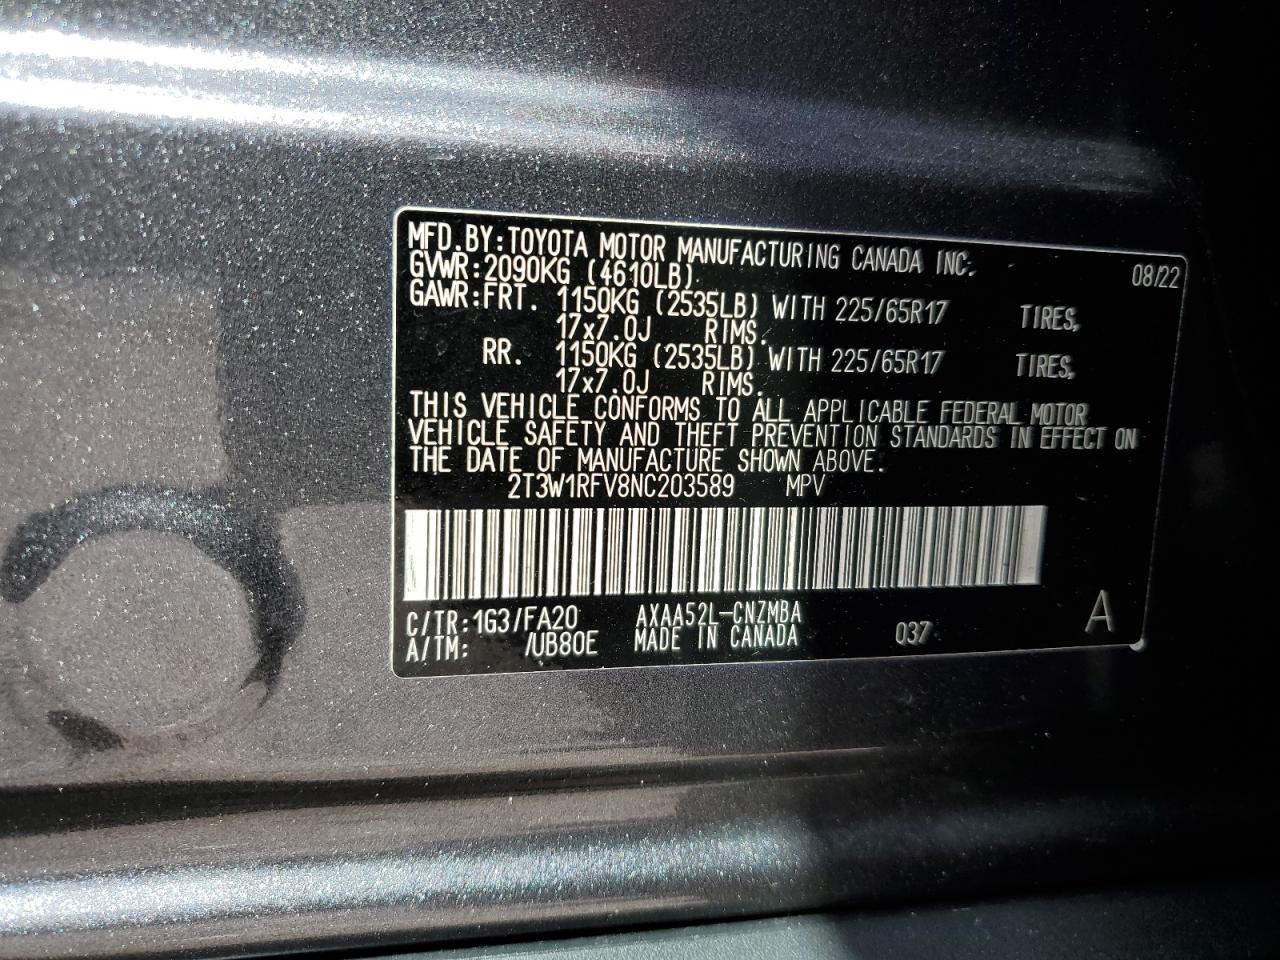 MFD.BY:TOYOTA MOTOR MANUFACTURING CANADA INC.
08/22
GVWR:2090KG (4610LB)
GAWR:FRT. 1150KG (2535LB) WITH 225/65R17 TIRES,
17x7.0J RIMS.
RR. 1150KG (2535LB) WITH 225/65R17 TIRES,
17x7.0J RIMS.
THIS VEHICLE CONFORMS TO ALL APPLICABLE FEDERAL MOTOR
VEHICLE SAFETY AND THEFT PREVENTION STANDARDS IN EFFECT ON
THE DATE OF MANUFACTURE SHOWN ABOVE.
2T3W1RFV8NC203589 MPV
C/TR:1G3/FA20 AXAA52L-CNZMBA
A/TM: /UB80E MADE IN CANADA 037 A